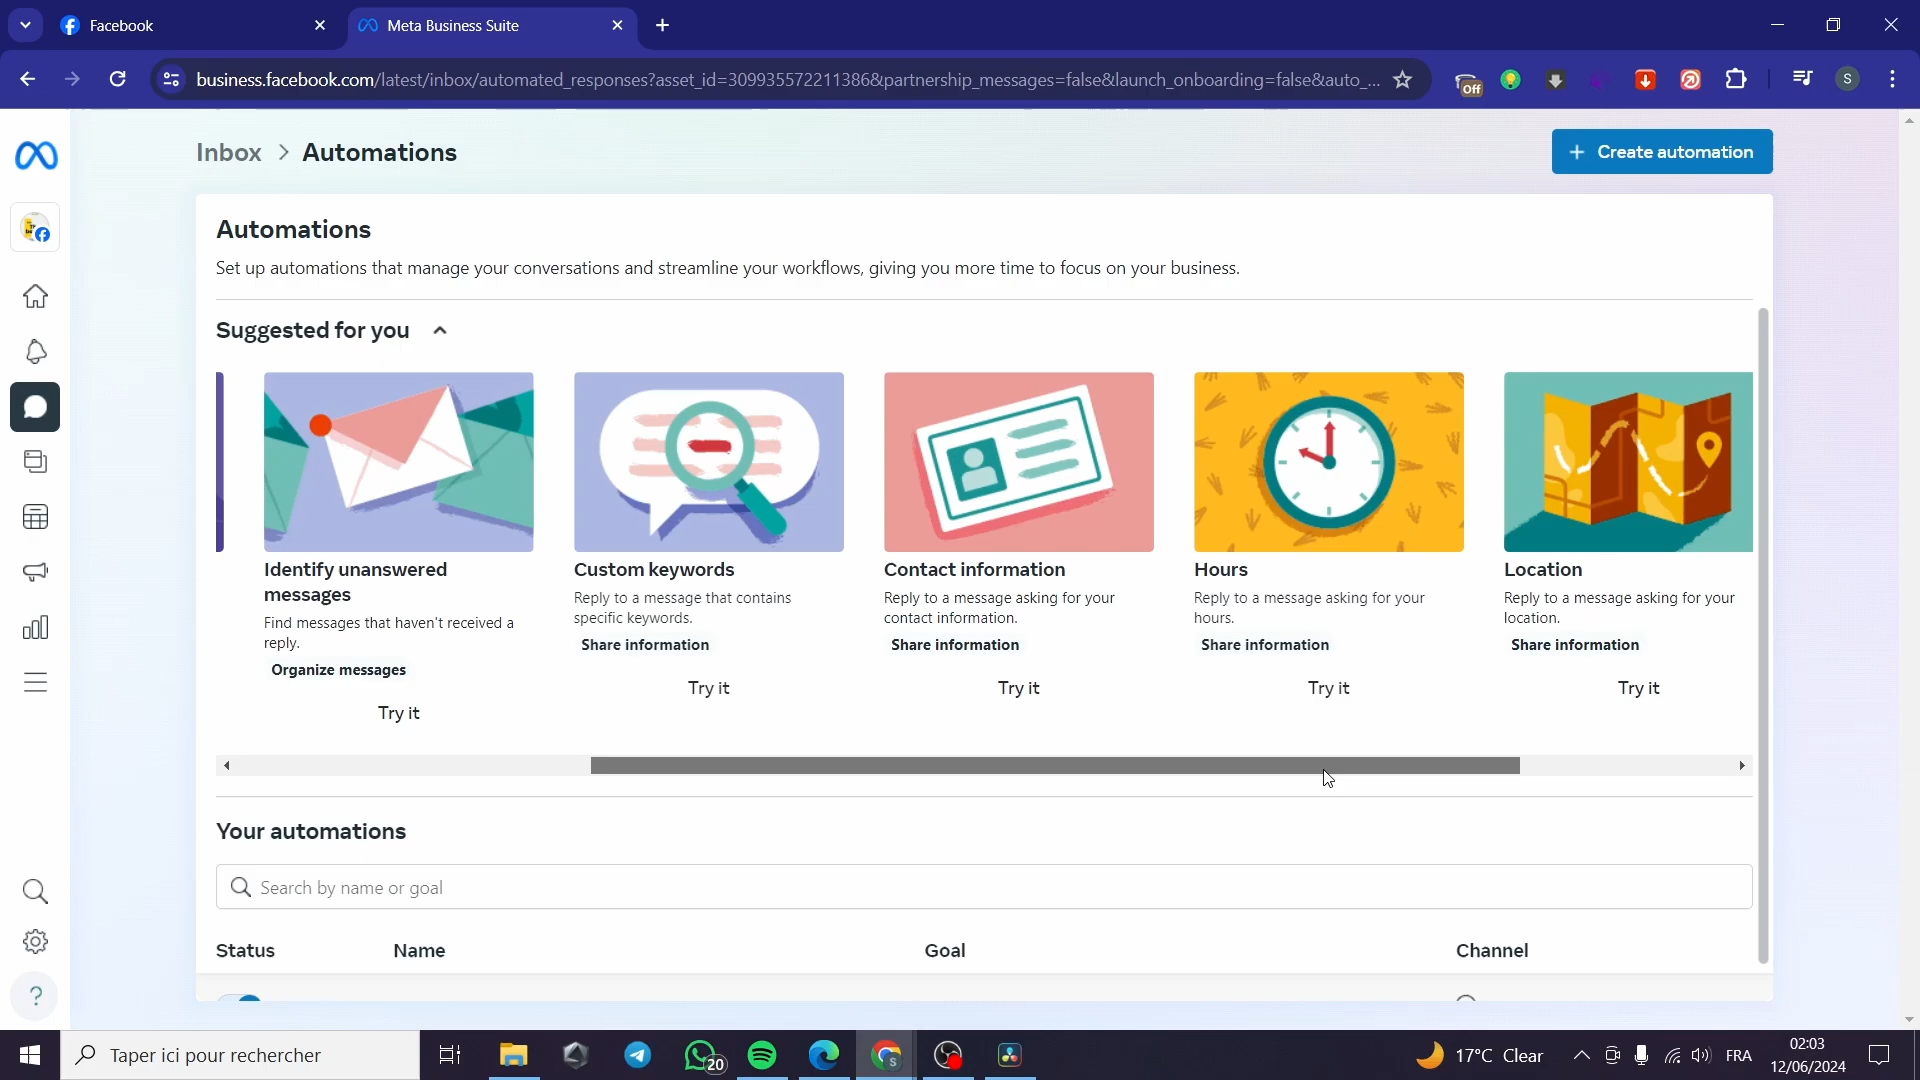 Facebook
Meta Business Suite
business.facebook.com/latest/inbox/automated_responses?asset_id=309935572211386&partnership_messages=false&launch_onboarding=false&auto_...
Off
S
Inbox > Automations
+ Create automation
Automations
Set up automations that manage your conversations and streamline your workflows, giving you more time to focus on your business.
Suggested for you
Identify unanswered
messages
Find messages that haven't received a
reply.
Organize messages
Try it
Custom keywords
Reply to a message that contains
specific keywords.
Share information
Try it
Contact information
Reply to a message asking for your
contact information.
Share information
Try it
Hours
Reply to a message asking for your
hours.
Share information
Try it
Location
Reply to a message asking for your
location.
Share information
Try it
Your automations
Search by name or goal
Status Name Goal Channel
?
Taper ici pour rechercher
20
S
17°C Clear
FRA
02:03
12/06/2024